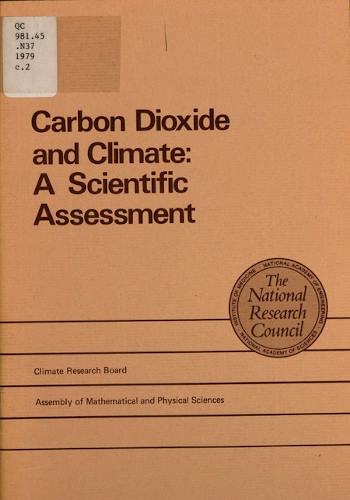 QC
981.45
.N37
1979
c.2
Carbon Dioxide
and Climate:
A Scientific
Assessment
NATIONAL ACADEMY OF ENGINEERING
INSTITUTE OF MEDICINE
NATIONAL ACADEMY OF SCIENCES
The
National
Research
Council
Climate Research Board
Assembly of Mathematical and Physical Sciences